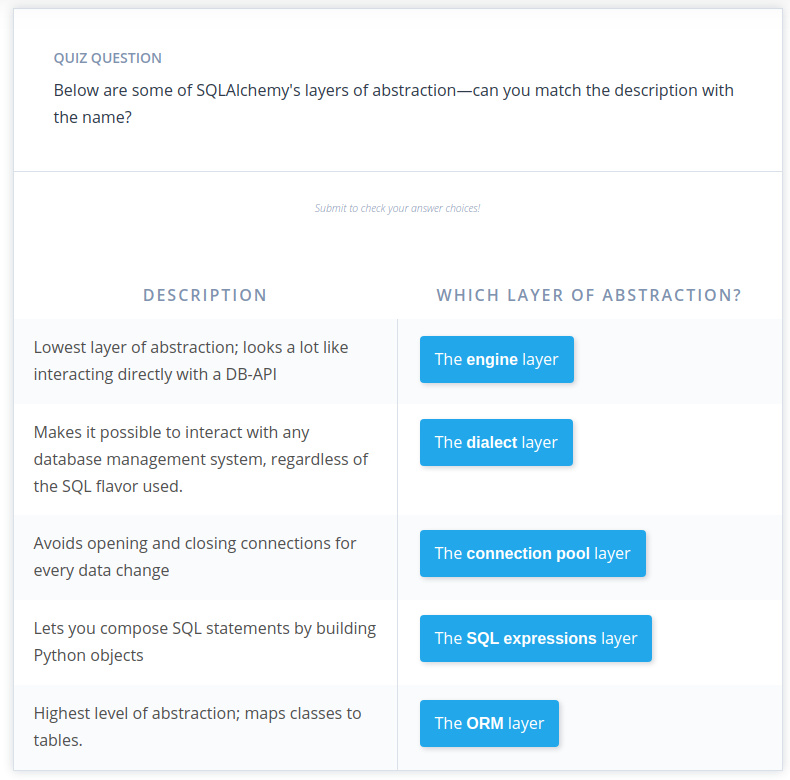 QUIZ QUESTION
Below are some of SQLAlchemy's layers of abstraction—can you match the description with
the name?
Submit to check your answer choices!
DESCRIPTION
WHICH LAYER OF ABSTRACTION?
Lowest layer of abstraction; looks a lot like
interacting directly with a DB-API
The engine layer
Makes it possible to interact with any
database management system, regardless of
the SQL flavor used.
The dialect layer
Avoids opening and closing connections for
every data change
The connection pool layer
Lets you compose SQL statements by building
Python objects
The SQL expressions layer
Highest level of abstraction; maps classes to
tables.
The ORM layer